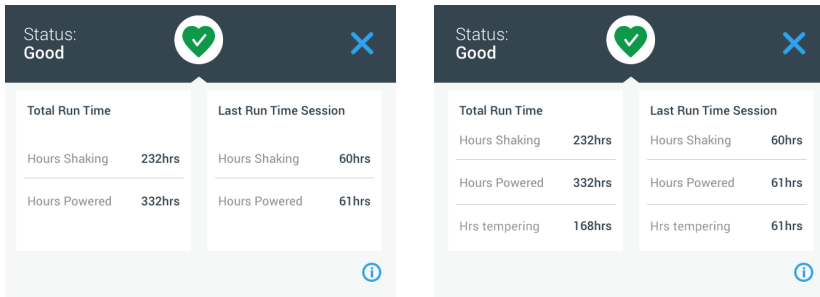 Status:
Good
Total Run Time
Hours Shaking 232hrs
Hours Powered 332hrs
Last Run Time Session
Hours Shaking 60hrs
Hours Powered 61hrs
Status:
Good
Total Run Time
Hours Shaking 232hrs
Hours Powered 332hrs
Hrs tempering 168hrs
Last Run Time Session
Hours Shaking 60hrs
Hours Powered 61hrs
Hrs tempering 61hrs